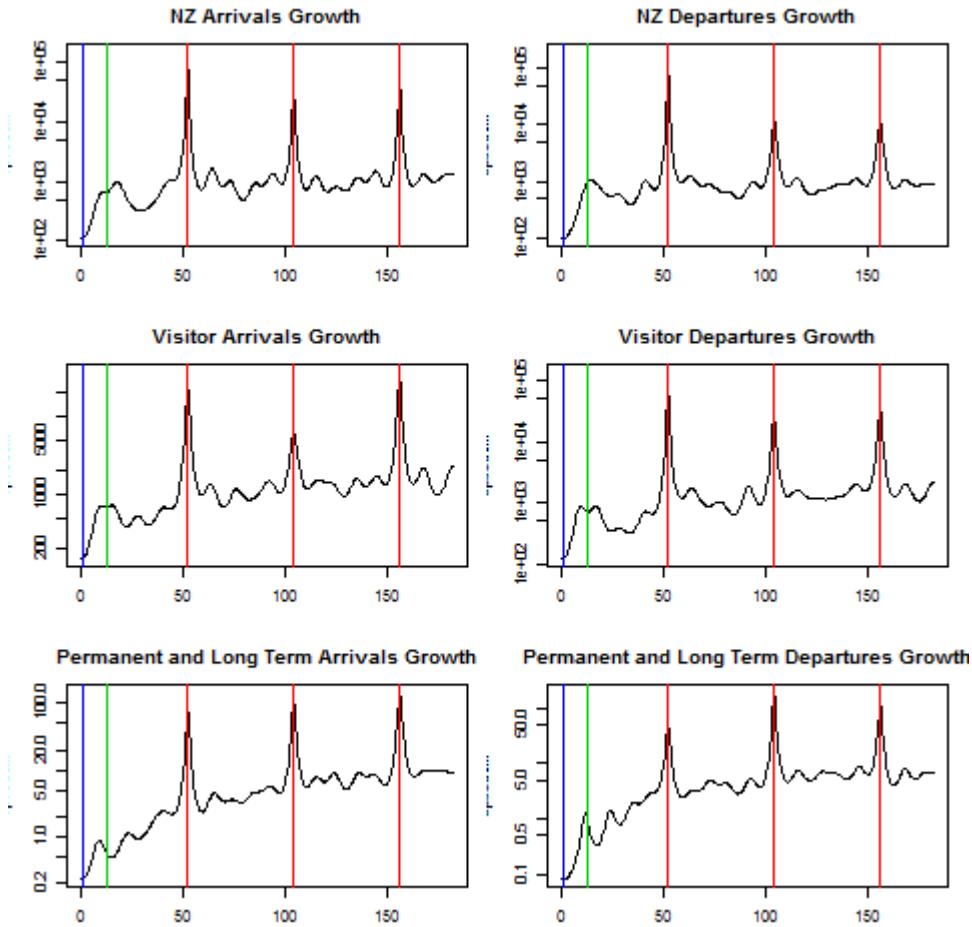 NZ Arrivals Growth
1e+05
1e+04
1e+03
1e+02
0 50 100 150
NZ Departures Growth
1e+05
1e+04
1e+03
1e+02
0 50 100 150
Visitor Arrivals Growth
5000
1000
200
0 50 100 150
Visitor Departures Growth
1e+05
1e+04
1e+03
1e+02
0 50 100 150
Permanent and Long Term Arrivals Growth
100.0
20.0
5.0
1.0
0.2
0 50 100 150
Permanent and Long Term Departures Growth
50.0
5.0
0.5
0.1
0 50 100 150